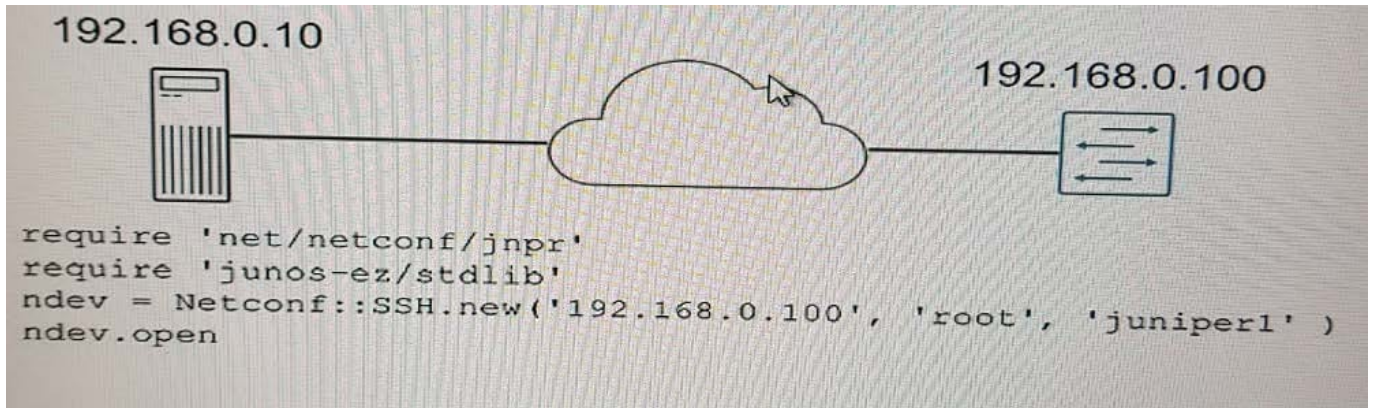 192.168.0.10
192.168.0.100
require 'net/netconf/jnpr'
require 'junos-ez/stdlib'
ndev = Netconf::SSH.new('192.168.0.100', 'root', 'juniper1' )
ndev.open